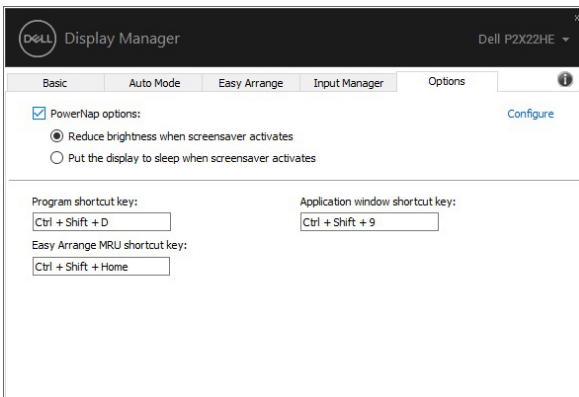 DELL Display Manager
Dell P2X22HE
Basic
Auto Mode
Easy Arrange
Input Manager
Options
PowerNap options:
Configure
Reduce brightness when screensaver activates
Put the display to sleep when screensaver activates
Program shortcut key:
Application window shortcut key:
Ctrl + Shift + D
Ctrl + Shift + 9
Easy Arrange MRU shortcut key:
Ctrl + Shift + Home